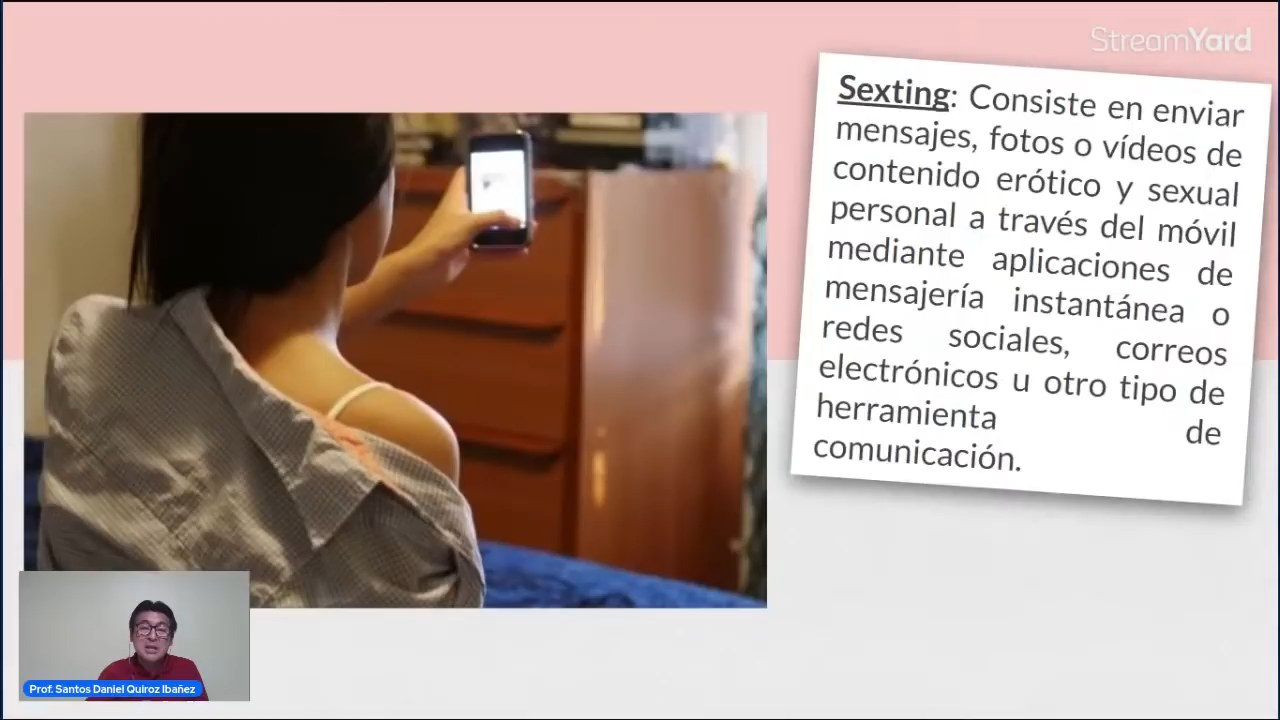 StreamYard
Sexting: Consiste en enviar
mensajes, fotos o vídeos de
contenido erótico y sexual
personal a través del móvil
mediante aplicaciones de
mensajería instantánea o
redes sociales, correos
electrónicos u otro tipo de
herramienta de
comunicación.
Prof. Santos Daniel Quiroz Ibañez